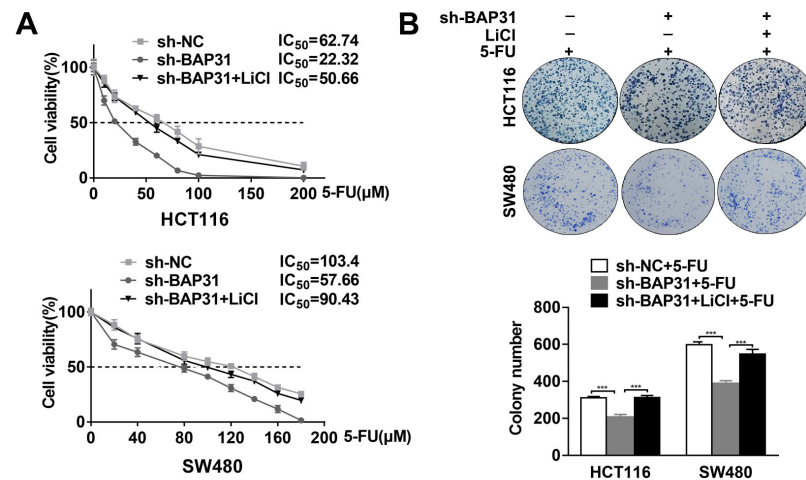 A
sh-NC IC50=62.74
sh-BAP31 IC50=22.32
sh-BAP31+LiCl IC50=50.66
Cell viability(%)
100
50
0
0 50 100 150 200 5-FU(μM)
HCT116
sh-NC IC50=103.4
sh-BAP31 IC50=57.66
sh-BAP31+LiCl IC50=90.43
Cell viability(%)
100
50
0
0 40 80 120 160 200 5-FU(μM)
SW480
B
sh-BAP31 – + +
LiCl – – +
5-FU + + +
HCT116
SW480
sh-NC+5-FU
sh-BAP31+5-FU
sh-BAP31+LiCl+5-FU
Colony number
800
600
400
200
0
*** ***
*** ***
HCT116 SW480